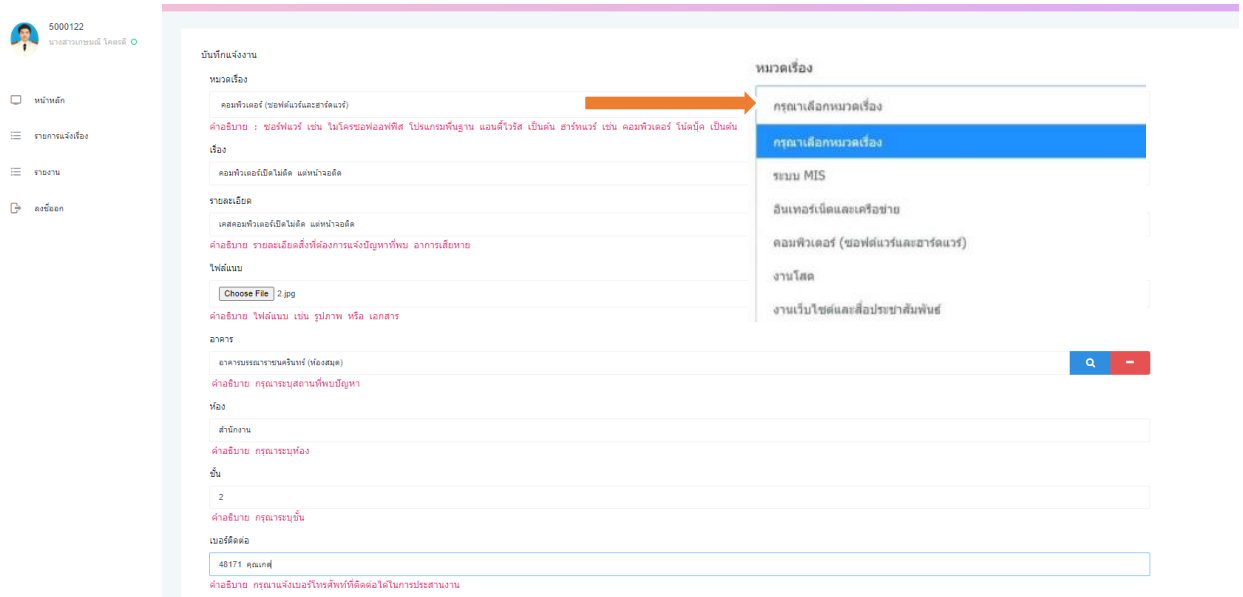 5000122
นางสาวเกษมณี โคตรดี
หน้าหลัก
รายการแจ้งเรื่อง
รายงาน
ลงชื่ออก
บันทึกแจ้งงาน
หมวดเรื่อง
คอมพิวเตอร์ (ซอฟต์แวร์และฮาร์ดแวร์)
คำอธิบาย : ซอร์ฟแวร์ เช่น ไมโครซอฟออฟฟิส โปรแกรมพื้นฐาน แอนตี้ไวรัส เป็นต้น ฮาร์ทแวร์ เช่น คอมพิวเตอร์ โน้ตบุ๊ค เป็นต้น
เรื่อง
คอมพิวเตอร์เปิดไม่ติด แต่หน้าจอติด
รายละเอียด
เคสคอมพิวเตอร์เปิดไม่ติด แต่หน้าจอติด
คำอธิบาย รายละเอียดสิ่งที่ต้องการแจ้งปัญหาที่พบ อาการเสียหาย
ไฟล์แนบ
Choose File 2.jpg
คำอธิบาย ไฟล์แนบ เช่น รูปภาพ หรือ เอกสาร
อาคาร
อาคารบรรณราชนครินทร์ (ห้องสมุด)
คำอธิบาย กรุณาระบุสถานที่พบปัญหา
ห้อง
สำนักงาน
คำอธิบาย กรุณาระบุห้อง
ชั้น
2
คำอธิบาย กรุณาระบุชั้น
เบอร์ติดต่อ
48171 คุณเกศ
คำอธิบาย กรุณาแจ้งเบอร์โทรศัพท์ที่ติดต่อได้ในการประสานงาน
หมวดเรื่อง
กรุณาเลือกหมวดเรื่อง
กรุณาเลือกหมวดเรื่อง
ระบบ MIS
อินเทอร์เน็ตและเครือข่าย
คอมพิวเตอร์ (ซอฟต์แวร์และฮาร์ดแวร์)
งานโสต
งานเว็บไซต์และสื่อประชาสัมพันธ์